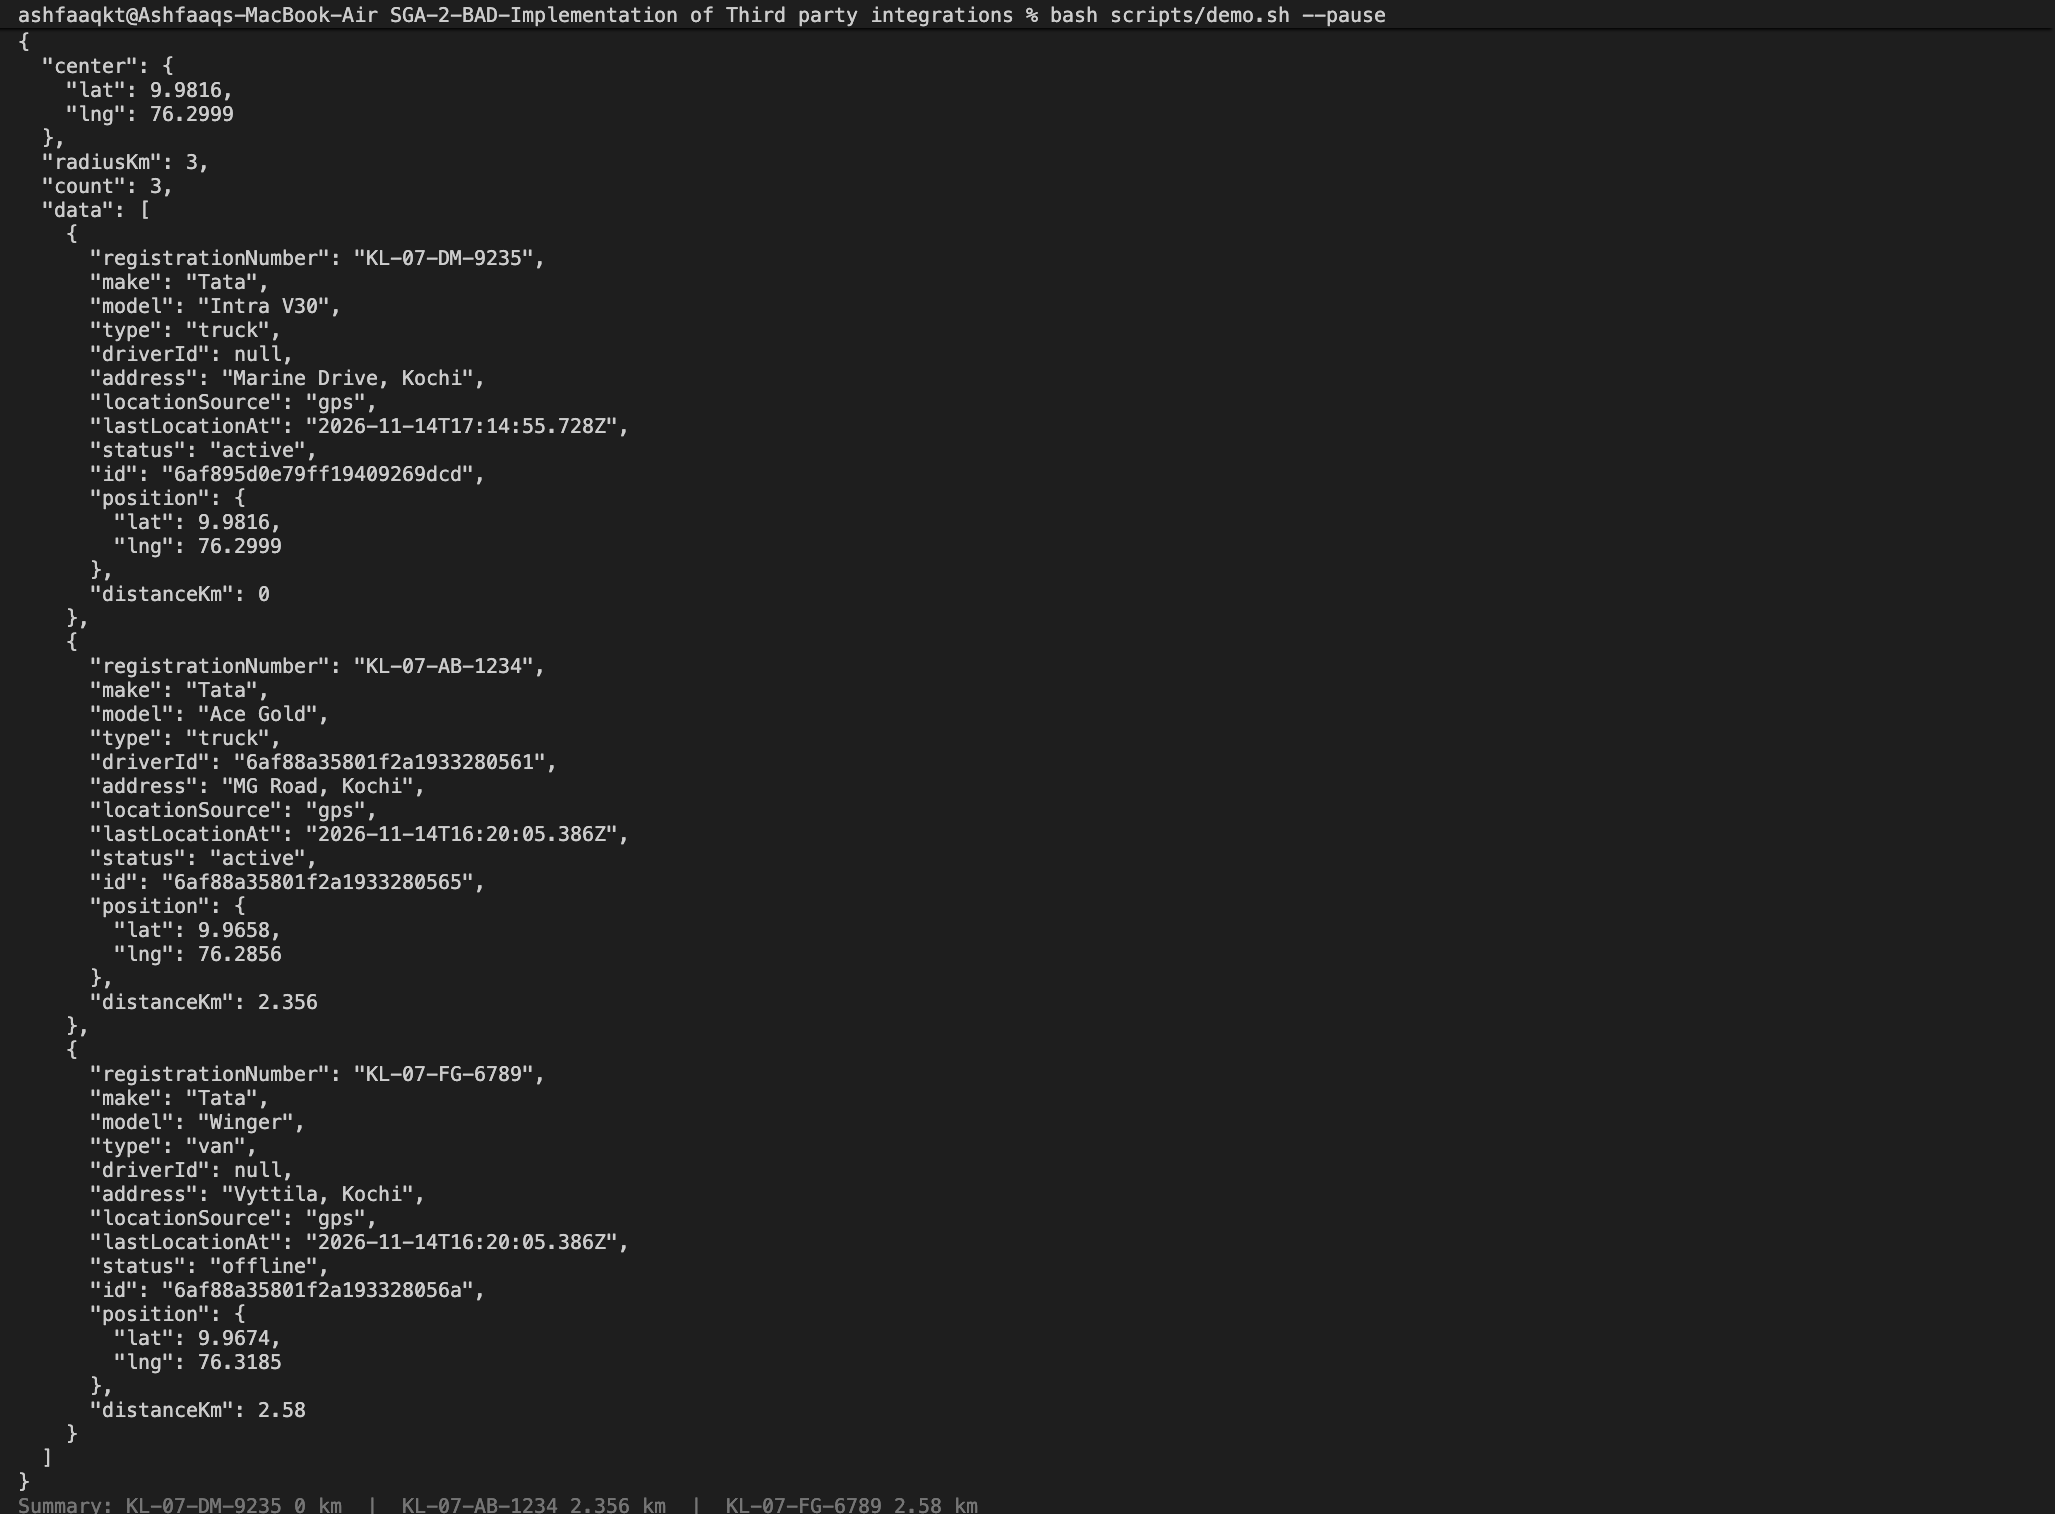 ashfaaqkt@Ashfaaqs-MacBook-Air SGA-2-BAD-Implementation of Third party integrations % bash scripts/demo.sh --pause
{
  "center": {
    "lat": 9.9816,
    "lng": 76.2999
  },
  "radiusKm": 3,
  "count": 3,
  "data": [
    {
      "registrationNumber": "KL-07-DM-9235",
      "make": "Tata",
      "model": "Intra V30",
      "type": "truck",
      "driverId": null,
      "address": "Marine Drive, Kochi",
      "locationSource": "gps",
      "lastLocationAt": "2026-11-14T17:14:55.728Z",
      "status": "active",
      "id": "6af895d0e79ff19409269dcd",
      "position": {
        "lat": 9.9816,
        "lng": 76.2999
      },
      "distanceKm": 0
    },
    {
      "registrationNumber": "KL-07-AB-1234",
      "make": "Tata",
      "model": "Ace Gold",
      "type": "truck",
      "driverId": "6af88a35801f2a1933280561",
      "address": "MG Road, Kochi",
      "locationSource": "gps",
      "lastLocationAt": "2026-11-14T16:20:05.386Z",
      "status": "active",
      "id": "6af88a35801f2a1933280565",
      "position": {
        "lat": 9.9658,
        "lng": 76.2856
      },
      "distanceKm": 2.356
    },
    {
      "registrationNumber": "KL-07-FG-6789",
      "make": "Tata",
      "model": "Winger",
      "type": "van",
      "driverId": null,
      "address": "Vyttila, Kochi",
      "locationSource": "gps",
      "lastLocationAt": "2026-11-14T16:20:05.386Z",
      "status": "offline",
      "id": "6af88a35801f2a193328056a",
      "position": {
        "lat": 9.9674,
        "lng": 76.3185
      },
      "distanceKm": 2.58
    }
  ]
}
Summary: KL-07-DM-9235 0 km  |  KL-07-AB-1234 2.356 km  |  KL-07-FG-6789 2.58 km